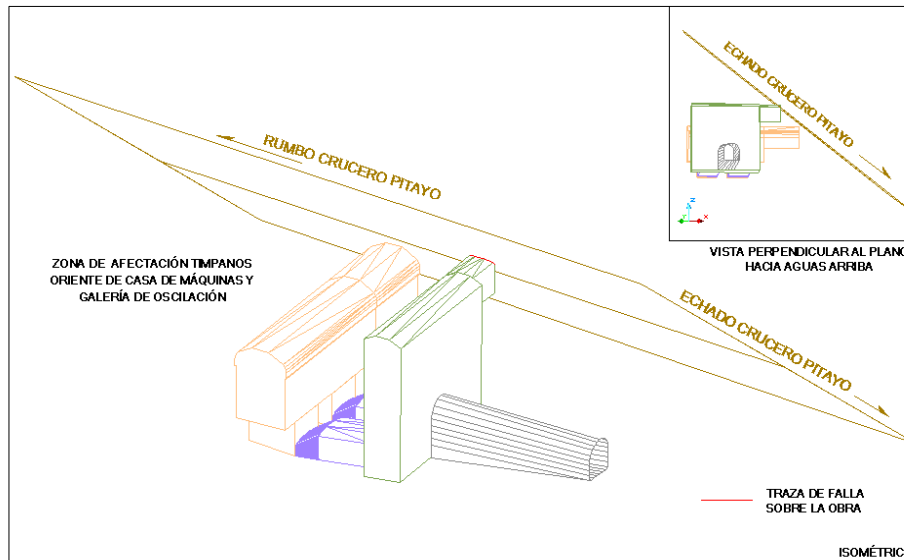 ECHADO CRUCERO PITAYO
RUMBO CRUCERO PITAYO
Z
X
VISTA PERPENDICULAR AL PLANO
HACIA AGUAS ARRIBA
ZONA DE AFECTACIÓN TIMPANOS
ORIENTE DE CASA DE MÁQUINAS Y
GALERÍA DE OSCILACIÓN
ECHADO CRUCERO PITAYO
TRAZA DE FALLA
SOBRE LA OBRA
ISOMÉTRIC